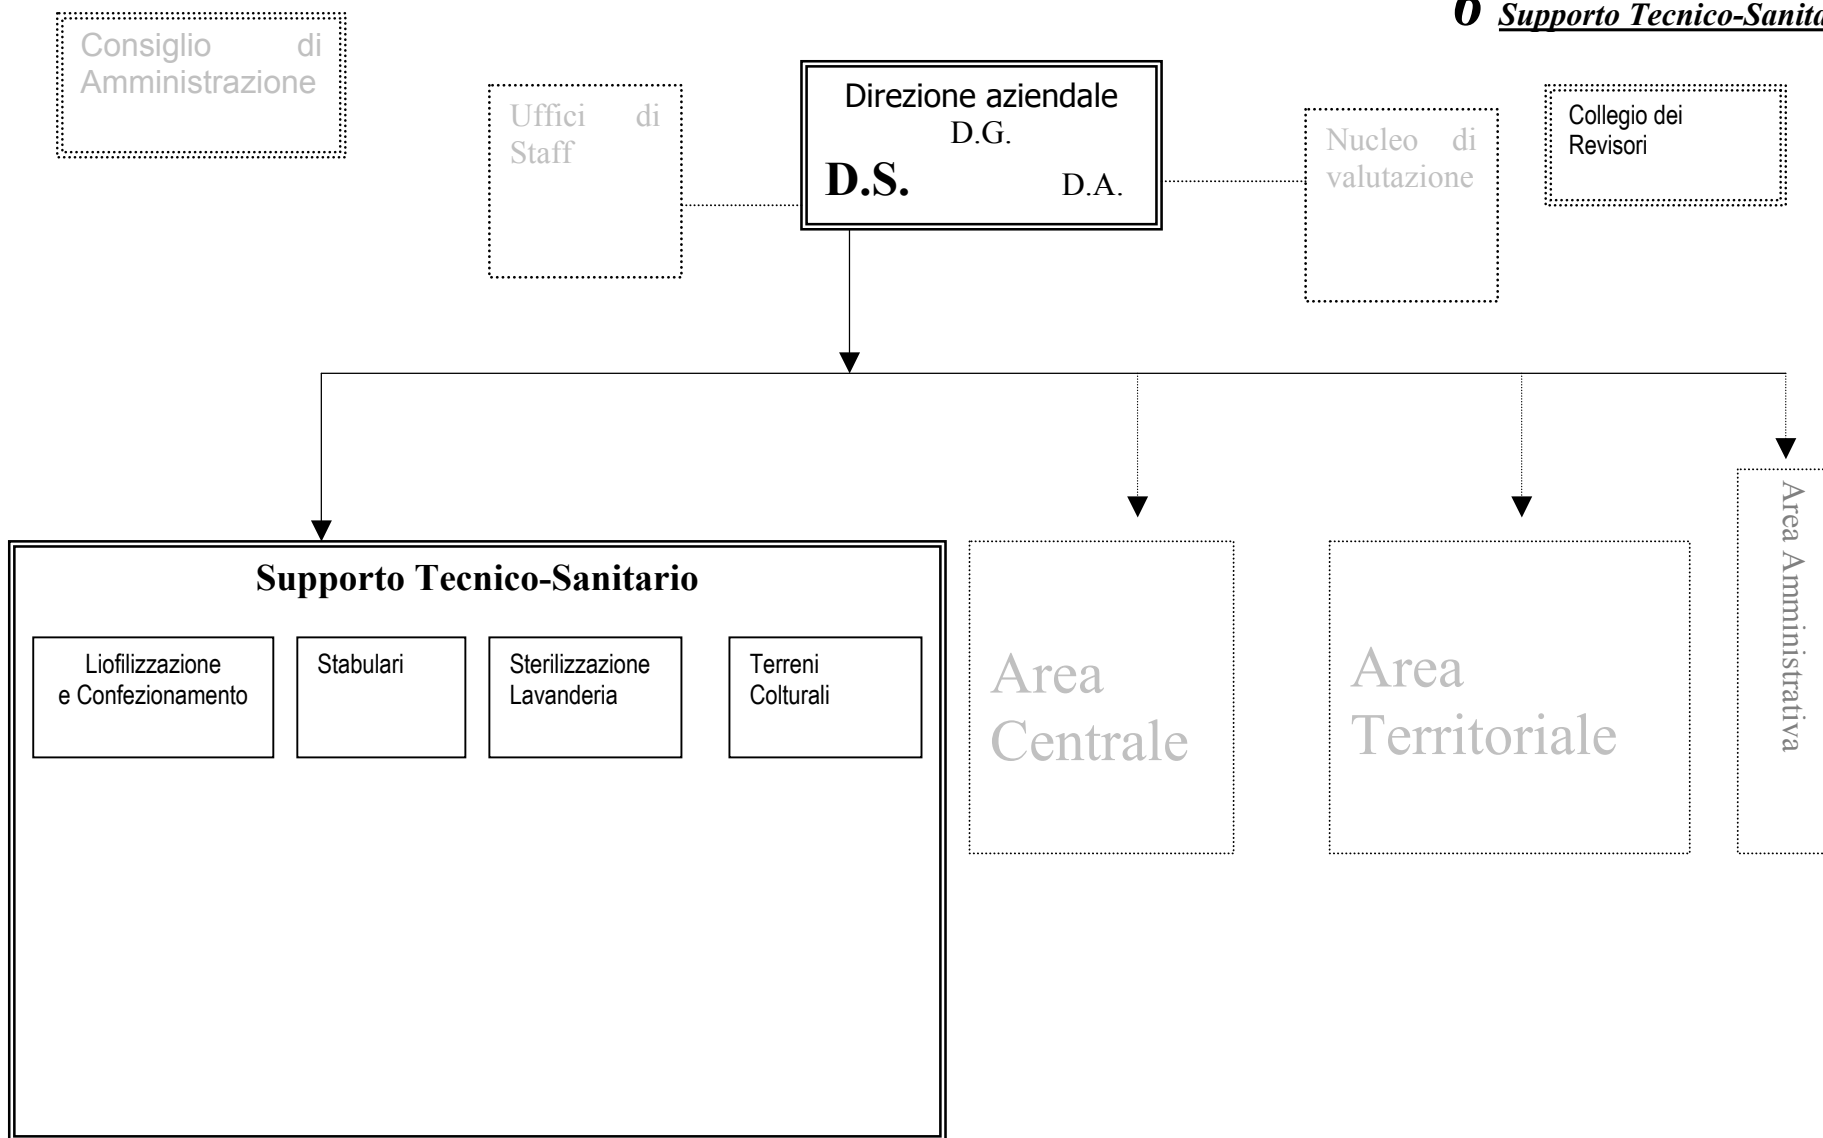 Supporto Tecnico-Sanita
Consiglio di
Amministrazione
Uffici di
Staff
Direzione aziendale
D.G.
D.S. D.A.
Nucleo di
valutazione
Collegio dei
Revisori
Supporto Tecnico-Sanitario
Liofilizzazione
e Confezionamento
Stabulari
Sterilizzazione
Lavanderia
Terreni
Colturali
Area
Centrale
Area
Territoriale
Area Amministrativa